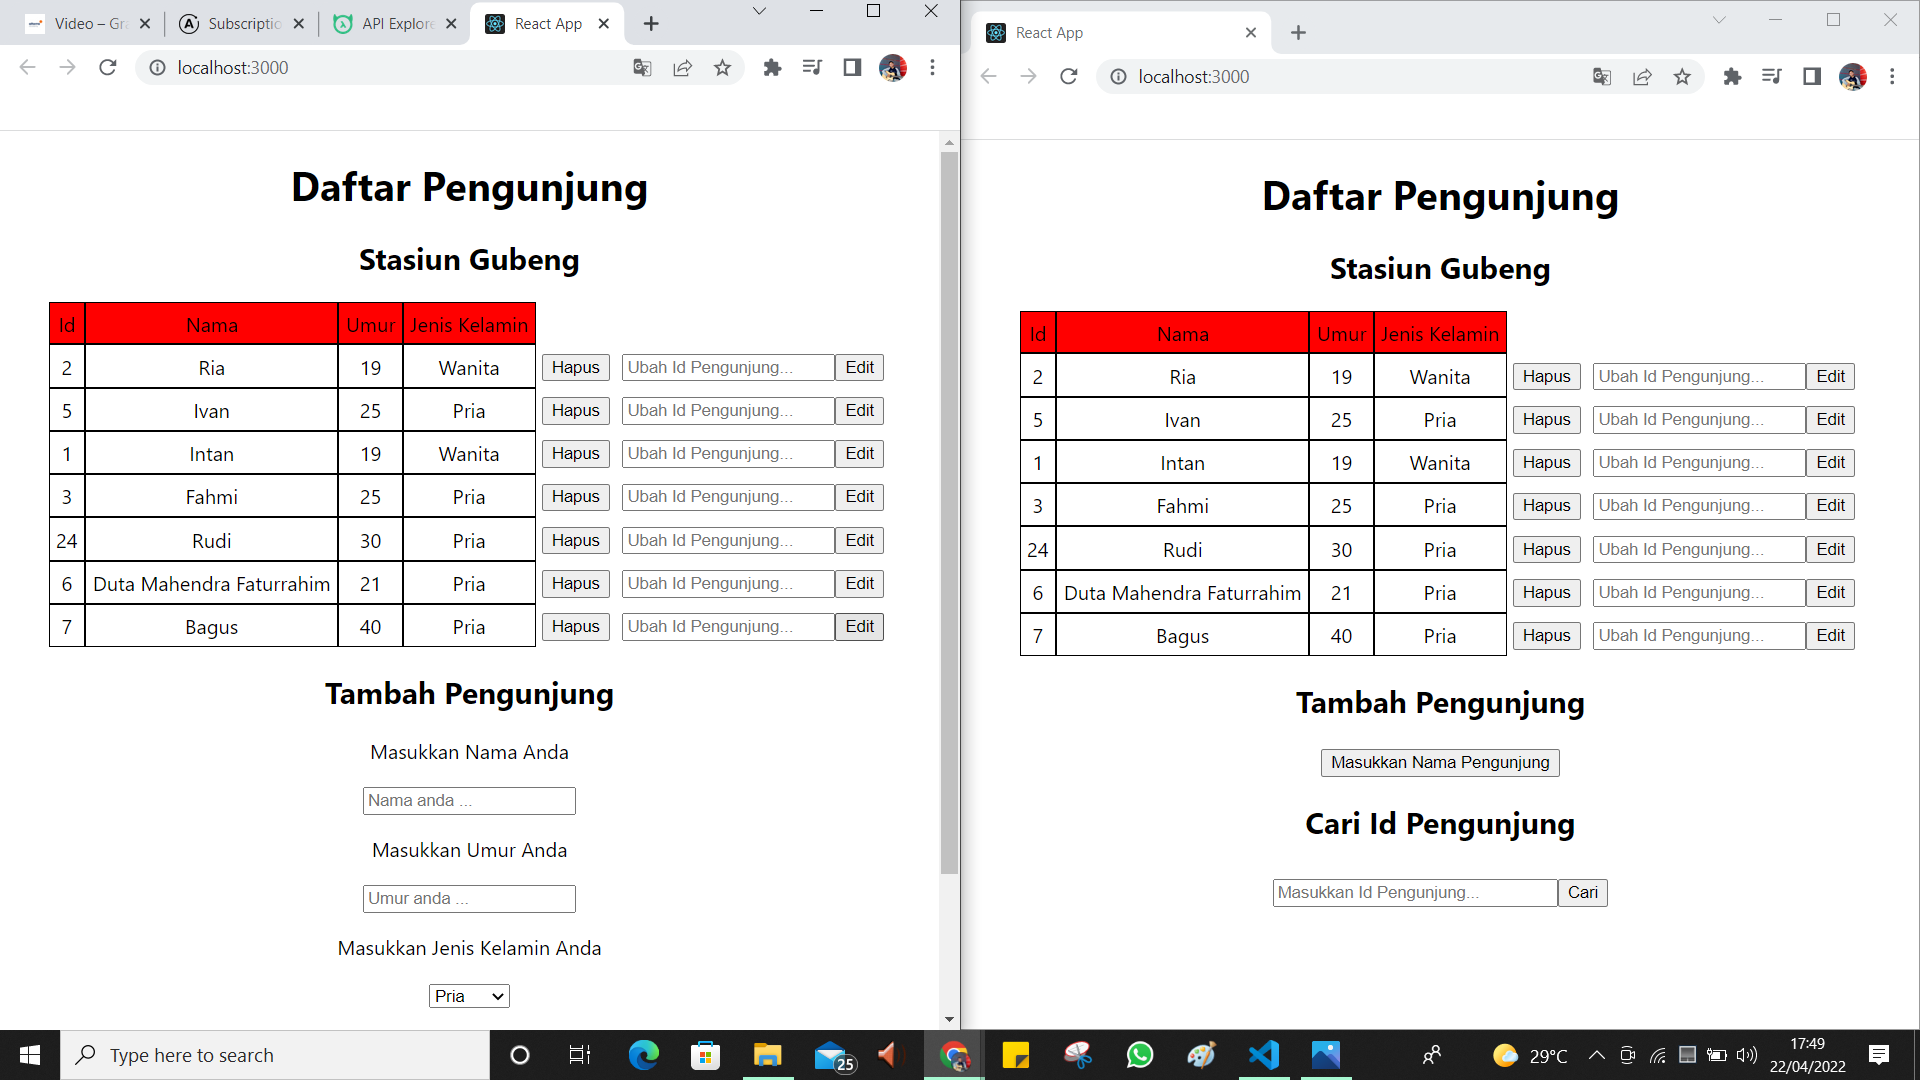 Video – Gra
Subscriptio
API Explore
React App
localhost:3000
Daftar Pengunjung
Stasiun Gubeng
Id Nama Umur Jenis Kelamin
2 Ria 19 Wanita Hapus Ubah Id Pengunjung... Edit
5 Ivan 25 Pria Hapus Ubah Id Pengunjung... Edit
1 Intan 19 Wanita Hapus Ubah Id Pengunjung... Edit
3 Fahmi 25 Pria Hapus Ubah Id Pengunjung... Edit
24 Rudi 30 Pria Hapus Ubah Id Pengunjung... Edit
6 Duta Mahendra Faturrahim 21 Pria Hapus Ubah Id Pengunjung... Edit
7 Bagus 40 Pria Hapus Ubah Id Pengunjung... Edit
Tambah Pengunjung
Masukkan Nama Anda
Nama anda ...
Masukkan Umur Anda
Umur anda ...
Masukkan Jenis Kelamin Anda
Pria
React App
localhost:3000
Daftar Pengunjung
Stasiun Gubeng
Id Nama Umur Jenis Kelamin
2 Ria 19 Wanita Hapus Ubah Id Pengunjung... Edit
5 Ivan 25 Pria Hapus Ubah Id Pengunjung... Edit
1 Intan 19 Wanita Hapus Ubah Id Pengunjung... Edit
3 Fahmi 25 Pria Hapus Ubah Id Pengunjung... Edit
24 Rudi 30 Pria Hapus Ubah Id Pengunjung... Edit
6 Duta Mahendra Faturrahim 21 Pria Hapus Ubah Id Pengunjung... Edit
7 Bagus 40 Pria Hapus Ubah Id Pengunjung... Edit
Tambah Pengunjung
Masukkan Nama Pengunjung
Cari Id Pengunjung
Masukkan Id Pengunjung... Cari
Type here to search
25
29°C
17:49
22/04/2022